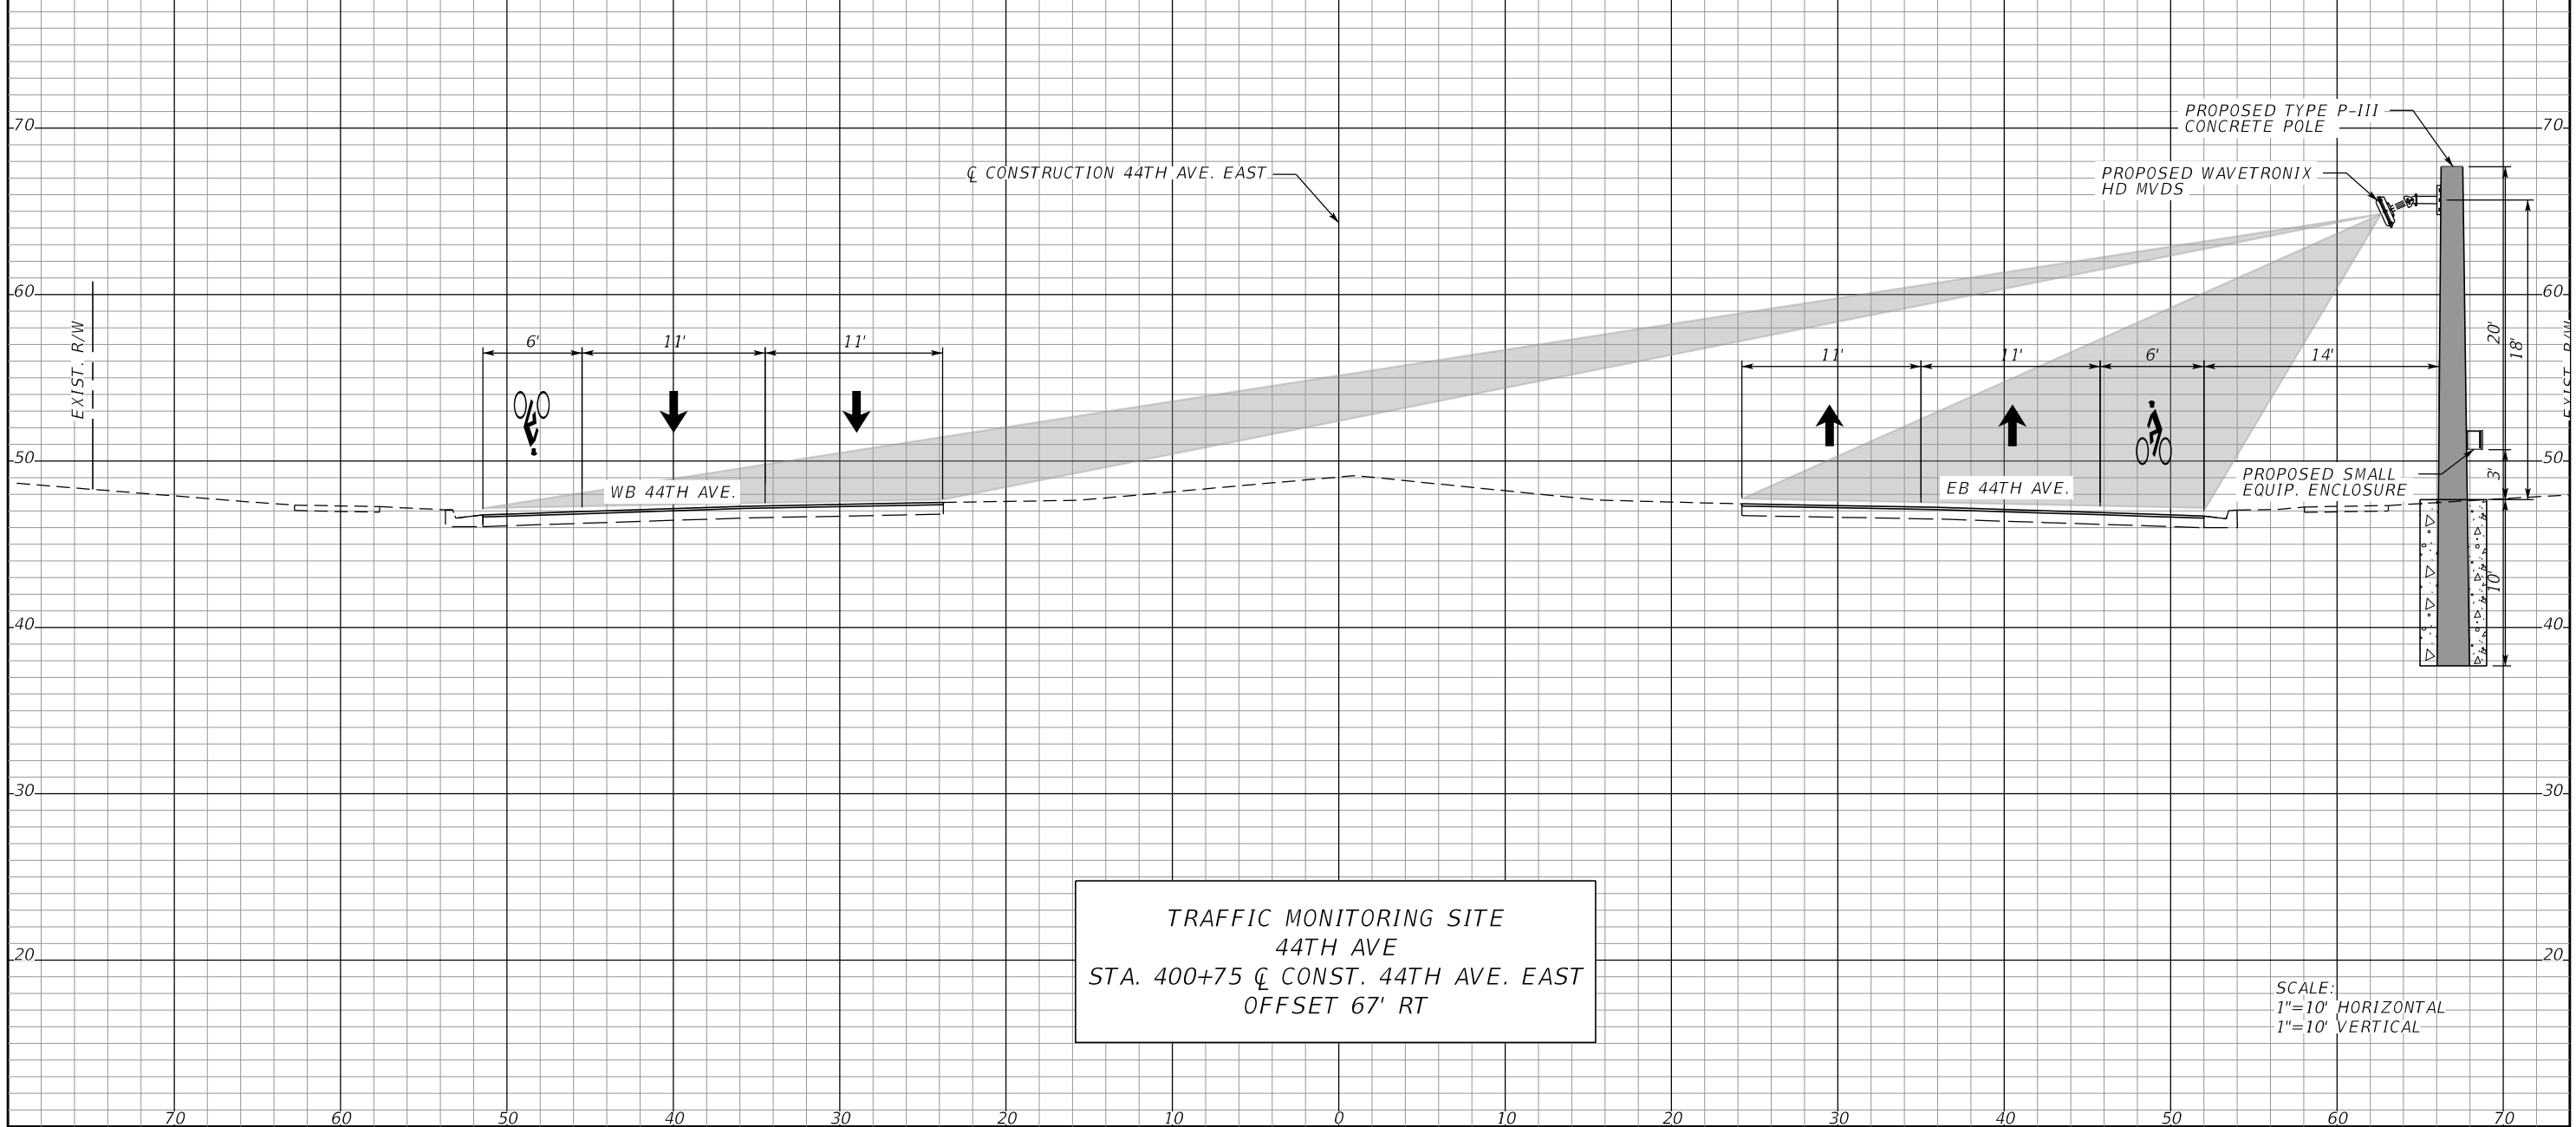 PROPOSED TYPE P-III
CONCRETE POLE
70
70
℄ CONSTRUCTION 44TH AVE. EAST
PROPOSED WAVETRONIX
HD MVDS
60
60
EXIST. R/W
6'
11'
11'
11'
11'
6'
14'
20'
18'
EXIST. R/W
50
50
WB 44TH AVE.
EB 44TH AVE.
PROPOSED SMALL
EQUIP. ENCLOSURE
3'
10'
40
40
30
30
TRAFFIC MONITORING SITE
44TH AVE
STA. 400+75 ℄ CONST. 44TH AVE. EAST
OFFSET 67' RT
20
20
SCALE:
1"=10' HORIZONTAL
1"=10' VERTICAL
70 60 50 40 30 20 10 0 10 20 30 40 50 60 70